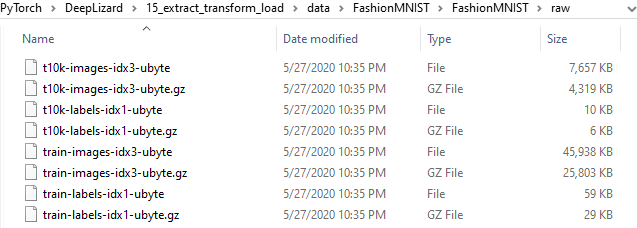 PyTorch > DeepLizard > 15_extract_transform_load > data > FashionMNIST > FashionMNIST > raw
Name Date modified Type Size
t10k-images-idx3-ubyte 5/27/2020 10:35 PM File 7,657 KB
t10k-images-idx3-ubyte.gz 5/27/2020 10:35 PM GZ File 4,319 KB
t10k-labels-idx1-ubyte 5/27/2020 10:35 PM File 10 KB
t10k-labels-idx1-ubyte.gz 5/27/2020 10:35 PM GZ File 6 KB
train-images-idx3-ubyte 5/27/2020 10:35 PM File 45,938 KB
train-images-idx3-ubyte.gz 5/27/2020 10:35 PM GZ File 25,803 KB
train-labels-idx1-ubyte 5/27/2020 10:35 PM File 59 KB
train-labels-idx1-ubyte.gz 5/27/2020 10:35 PM GZ File 29 KB